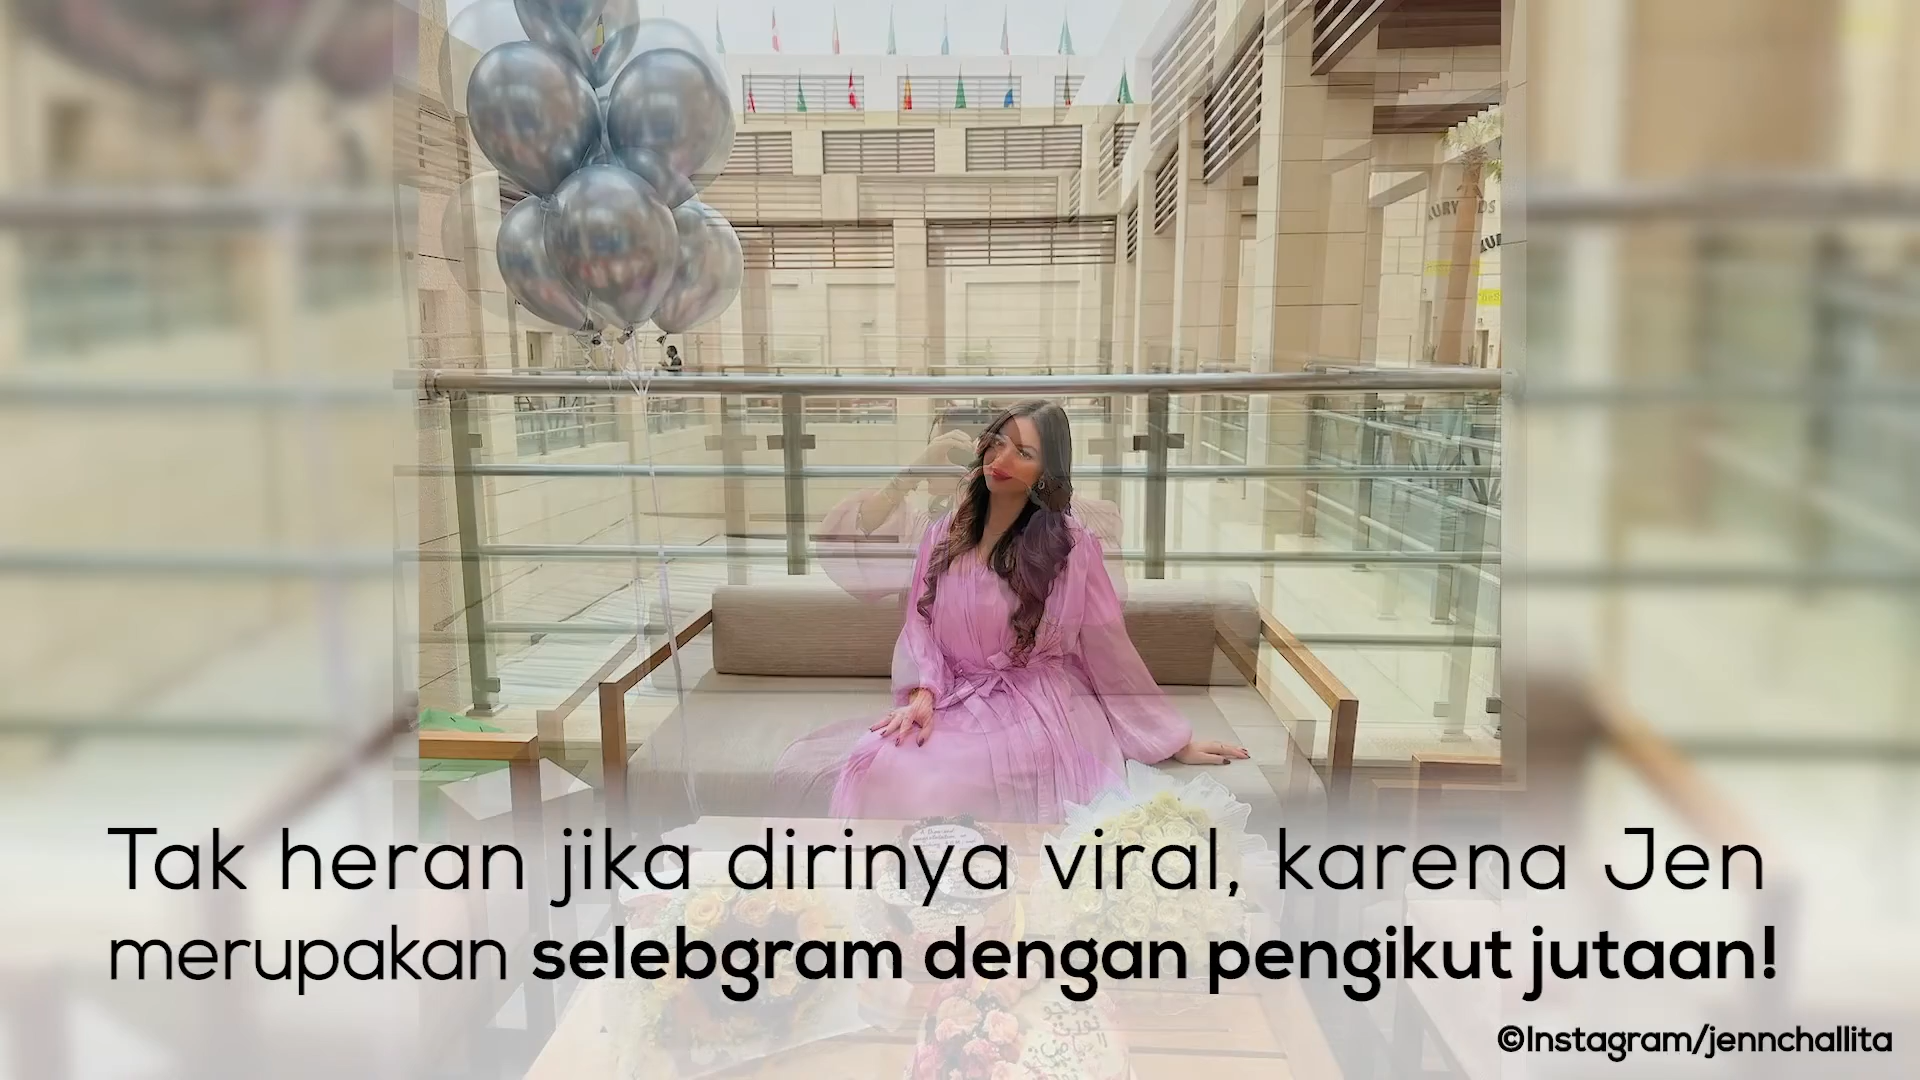 Tak heran jika dirinya viral, karena Jen
merupakan selebgram dengan pengikut jutaan!
©Instagram/jennchallita